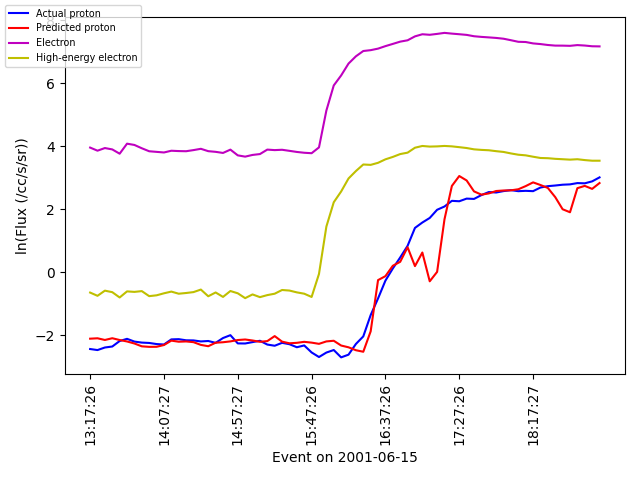 Actual proton
Predicted proton
Electron
High-energy electron
8
6
4
2
0
−2
ln(Flux (/cc/s/sr))
13:17:26
14:07:27
14:57:27
15:47:26
16:37:26
17:27:26
18:17:27
Event on 2001-06-15